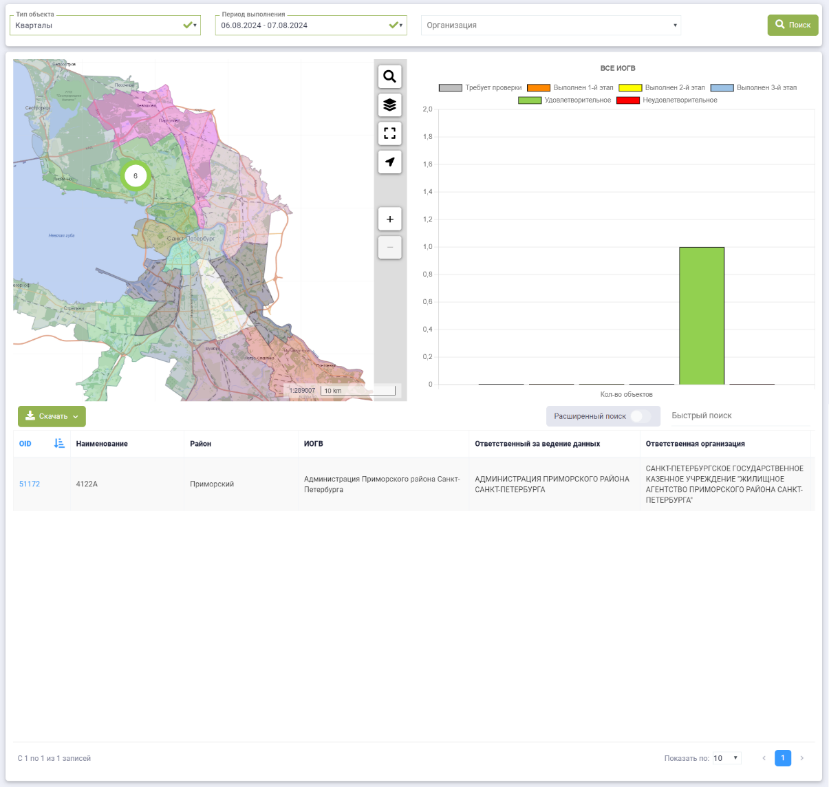 Тип объекта
Кварталы
Период выполнения
06.08.2024 - 07.08.2024
Организация
Поиск
Санкт-Петербург
6
1:289007
10 km
ВСЕ ИОГВ
Требует проверки
Выполнен 1-й этап
Выполнен 2-й этап
Выполнен 3-й этап
Удовлетворительное
Неудовлетворительное
2,0
1,8
1,6
1,4
1,2
1,0
0,8
0,6
0,4
0,2
0
Кол-во объектов
Скачать
Расширенный поиск
Быстрый поиск
OID Наименование Район ИОГВ Ответственный за ведение данных Ответственная организация
51172 4122А Приморский
Администрация Приморского района Санкт-
Петербурга
АДМИНИСТРАЦИЯ ПРИМОРСКОГО РАЙОНА
САНКТ-ПЕТЕРБУРГА
САНКТ-ПЕТЕРБУРГСКОЕ ГОСУДАРСТВЕННОЕ
КАЗЕННОЕ УЧРЕЖДЕНИЕ "ЖИЛИЩНОЕ
АГЕНТСТВО ПРИМОРСКОГО РАЙОНА САНКТ-
ПЕТЕРБУРГА"
С 1 по 1 из 1 записей
Показать по: 10
1